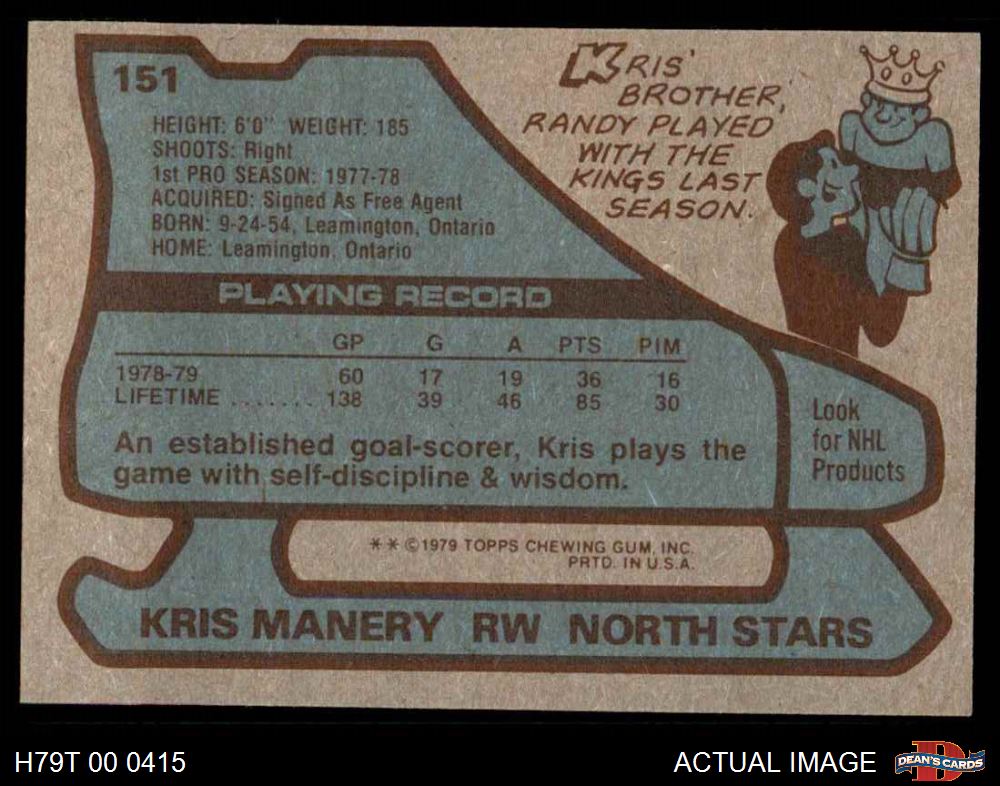 151
HEIGHT: 6'0" WEIGHT: 185
SHOOTS: Right
1st PRO SEASON: 1977-78
ACQUIRED: Signed As Free Agent
BORN: 9-24-54, Leamington, Ontario
HOME: Leamington, Ontario
KRIS'
BROTHER,
RANDY PLAYED
WITH THE
KINGS LAST
SEASON.
PLAYING RECORD
GP G A PTS PIM
1978-79 60 17 19 36 16
LIFETIME ....... 138 39 46 85 30
An established goal-scorer, Kris plays the
game with self-discipline & wisdom.
Look
for NHL
Products
** ©1979 TOPPS CHEWING GUM, INC.
PRTD. IN U.S.A.
KRIS MANERY RW NORTH STARS
H79T 00 0415
ACTUAL IMAGE
D
DEAN'S CARDS